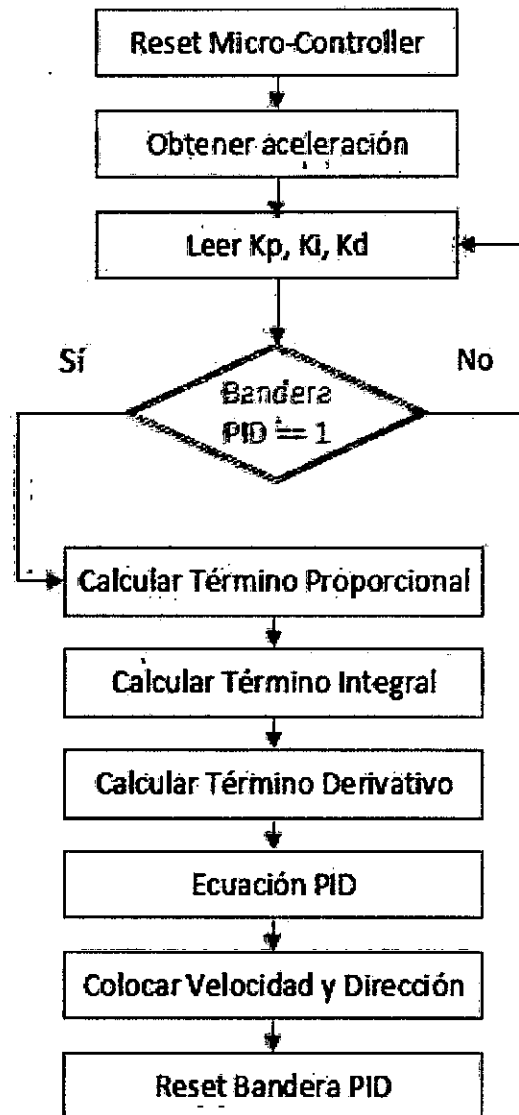 Reset Micro-Controller
Obtener aceleración
Leer Kp, Ki, Kd
Sí
No
Bandera
PID == 1
Calcular Término Proporcional
Calcular Término Integral
Calcular Término Derivativo
Ecuación PID
Colocar Velocidad y Dirección
Reset Bandera PID